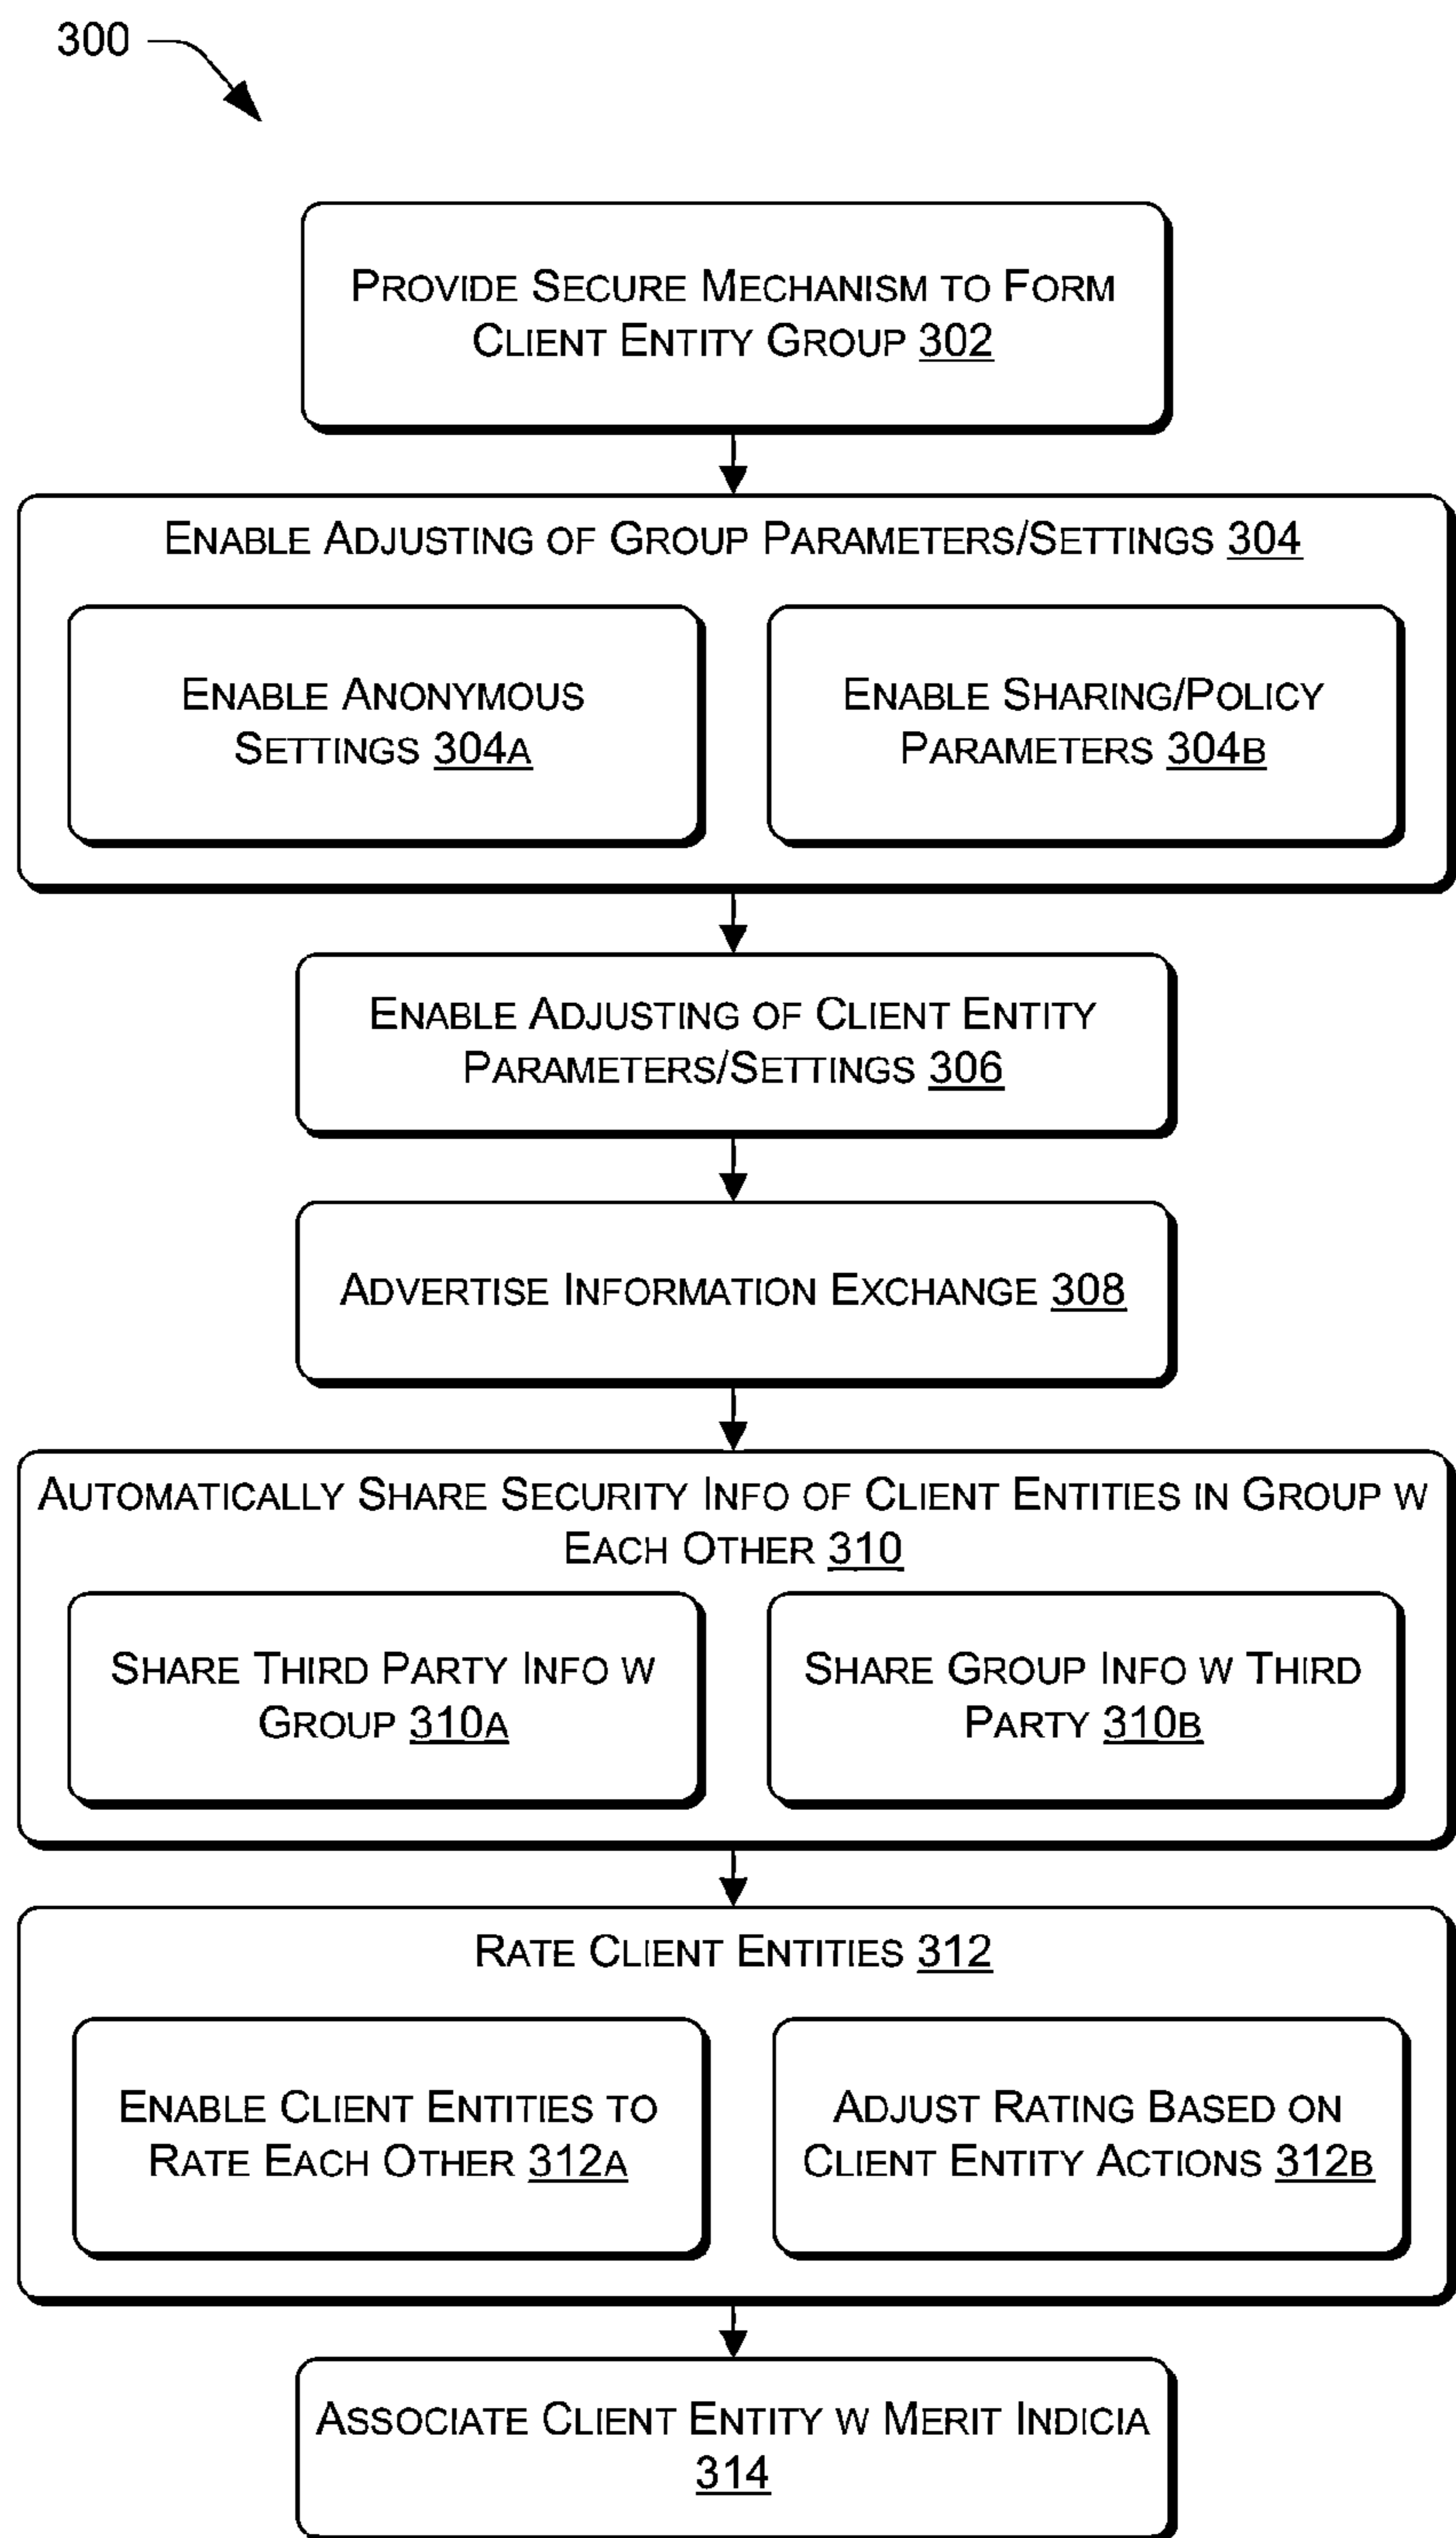 300
PROVIDE SECURE MECHANISM TO FORM
CLIENT ENTITY GROUP 302
ENABLE ADJUSTING OF GROUP PARAMETERS/SETTINGS 304
ENABLE ANONYMOUS
SETTINGS 304A
ENABLE SHARING/POLICY
PARAMETERS 304B
ENABLE ADJUSTING OF CLIENT ENTITY
PARAMETERS/SETTINGS 306
ADVERTISE INFORMATION EXCHANGE 308
AUTOMATICALLY SHARE SECURITY INFO OF CLIENT ENTITIES IN GROUP W
EACH OTHER 310
SHARE THIRD PARTY INFO W
GROUP 310A
SHARE GROUP INFO W THIRD
PARTY 310B
RATE CLIENT ENTITIES 312
ENABLE CLIENT ENTITIES TO
RATE EACH OTHER 312A
ADJUST RATING BASED ON
CLIENT ENTITY ACTIONS 312B
ASSOCIATE CLIENT ENTITY W MERIT INDICIA
314